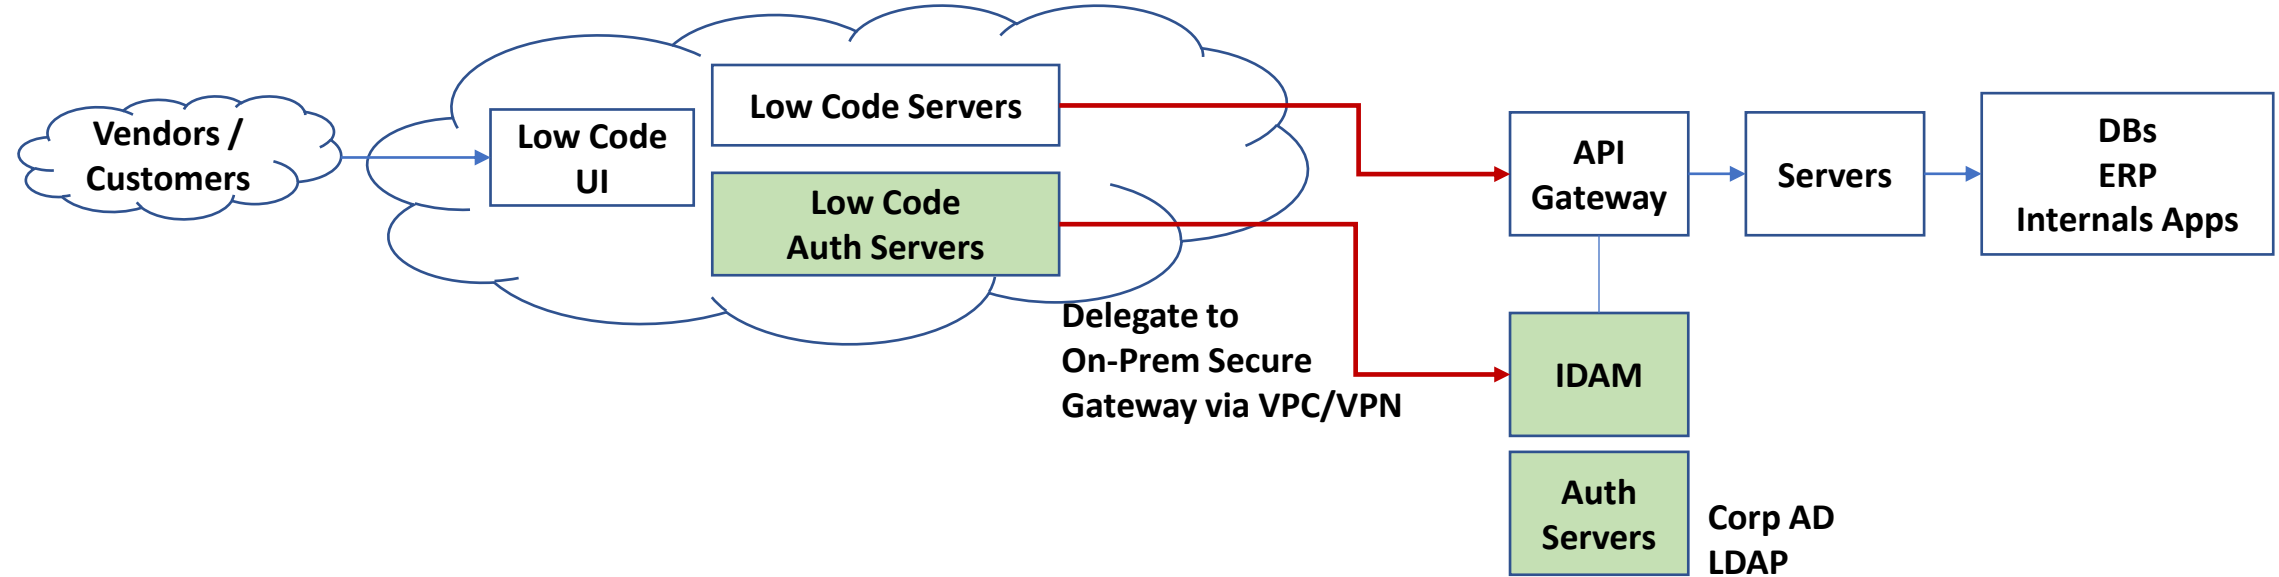 Vendors /
Customers
Low Code
UI
Low Code Servers
Low Code
Auth Servers
Delegate to
On-Prem Secure
Gateway via VPC/VPN
API
Gateway
Servers
DBs
ERP
Internals Apps
IDAM
Auth
Servers
Corp AD
LDAP